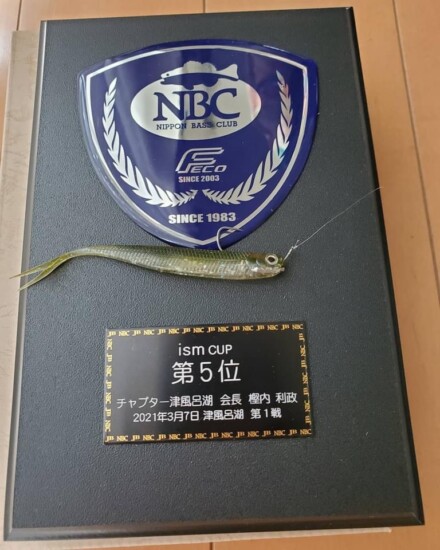 NBC
NIPPON BASS CLUB
FECO
SINCE 2003
SINCE 1983
ism CUP
第5位
チャプター津風呂湖 会長 樫内 利政
2021年3月7日 津風呂湖 第1戦